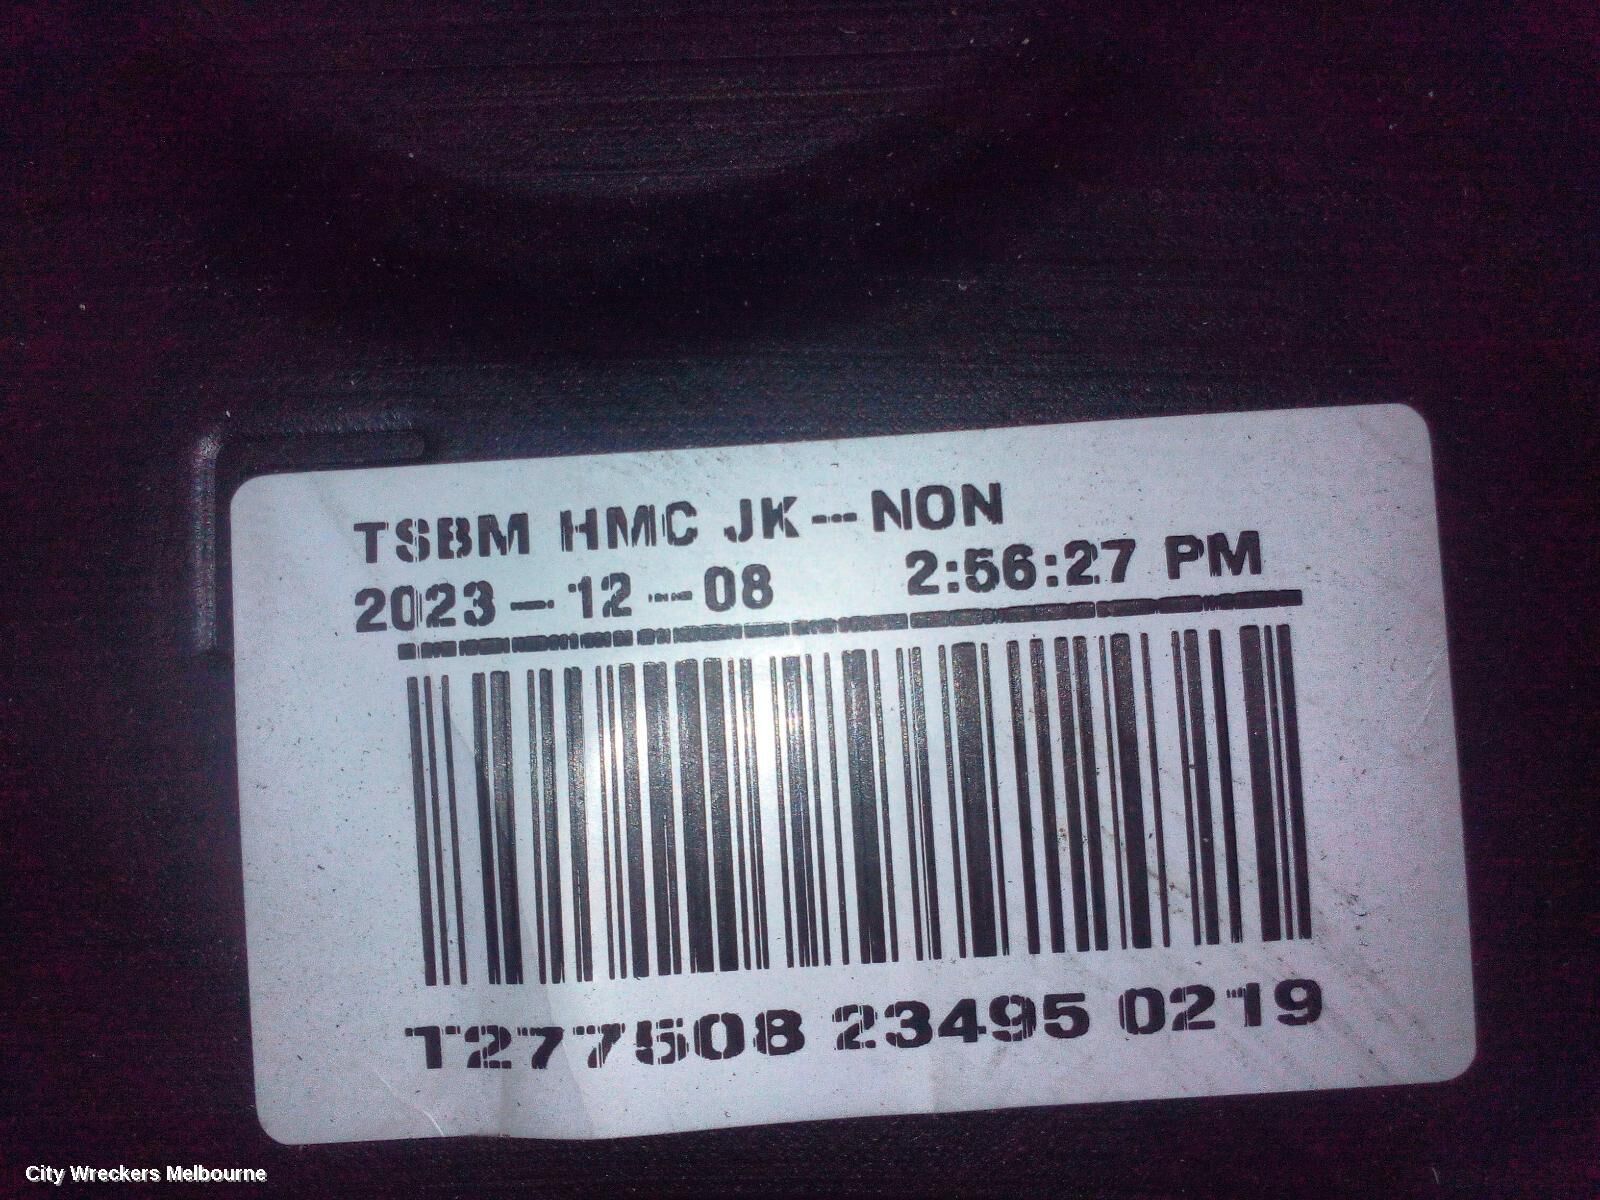 TSBM HMC JK-NON
2023-12-08 2:56:27 PM
T277508 23495 0219
City Wreckers Melbourne